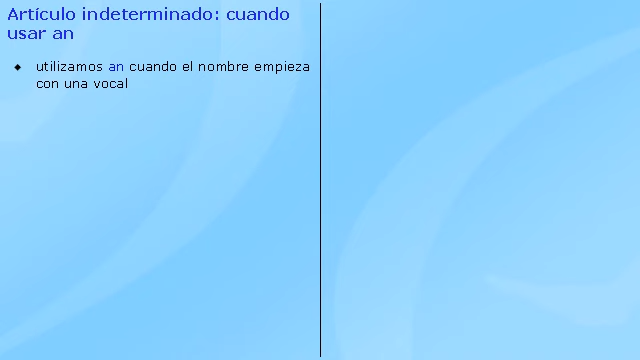 Artículo indeterminado: cuando
usar an
utilizamos an cuando el nombre empieza
con una vocal